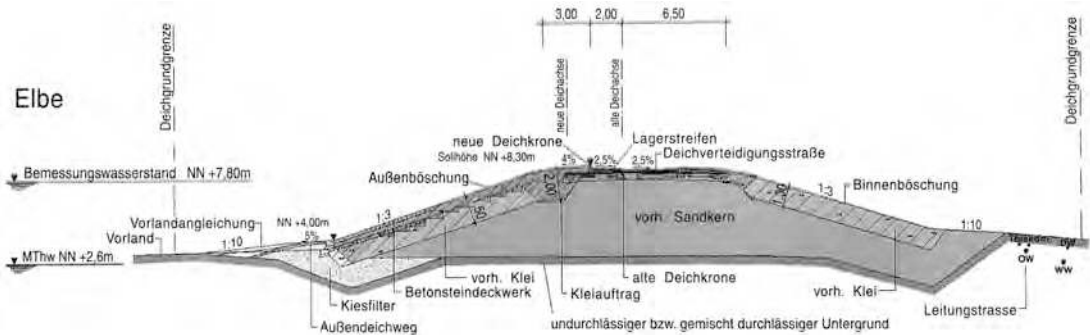 3,00 2,00 6,50
Deichgrundgrenze
neue Deichachse
alte Deichachse
Deichgrundgrenze
Elbe
neue Deichkrone
Sollhöhe NN +8,30m
4% 2,5% 2,5%
Lagerstreifen
Deichverteidigungsstraße
Bemessungswasserstand NN +7,80m
Außenböschung
2,00
1:3
Binnenböschung
1:3
vorh. Sandkern
NN +4,00m
Vorlandangleichung
Vorland
1:10
1:10
MThw NN +2,6m
OW
WW
vorh. Klei
alte Deichkrone
vorh. Klei
Betonsteindeckwerk
Kleiauftrag
Kiesfilter
Leitungstrasse
Außendeichweg
undurchlässiger bzw. gemischt durchlässiger Untergrund